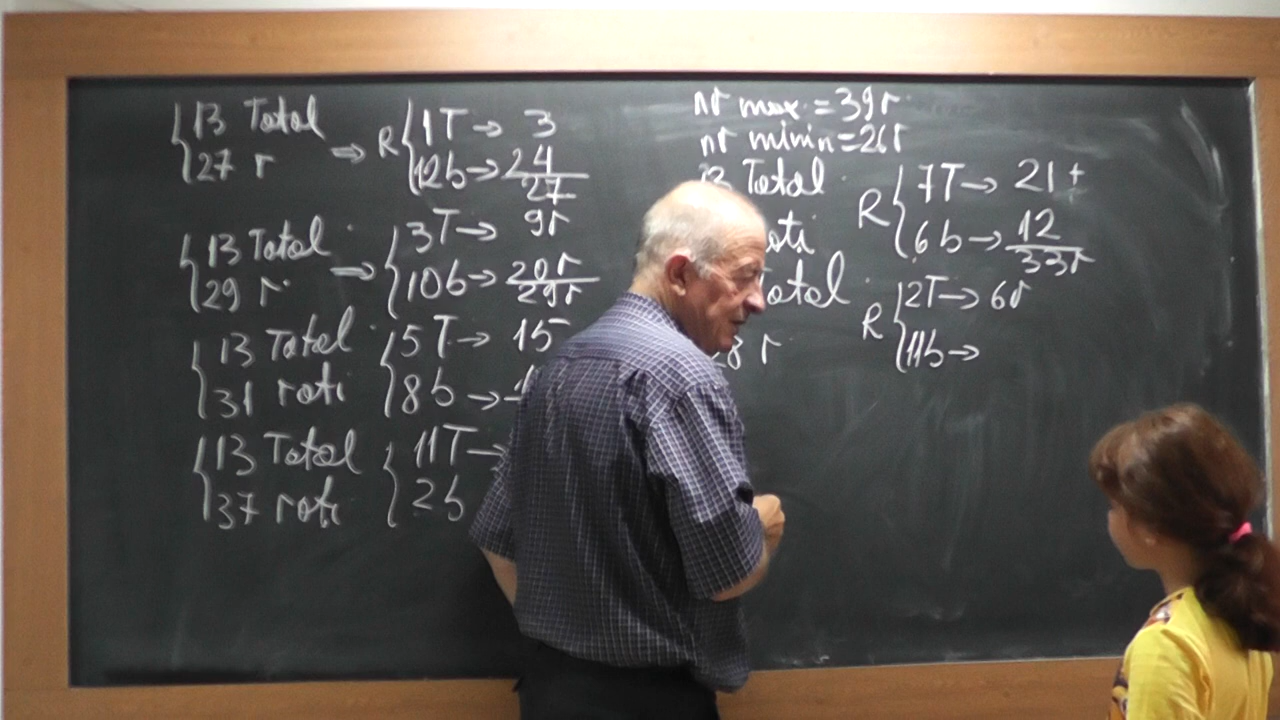 13 Total
27 r
⇒ R
1T → 3
12b → 24
27
13 Total
29 r
⇒
3T → 9r
10b → 20r
29r
13 Total
31 roti
5T → 15
8b →
13 Total
37 roti
11T →
2b
nr max = 39r
nr minin = 26r
Total
R
7T → 21 +
6b → 12
33r
R
2T → 6r
11b →
8 r